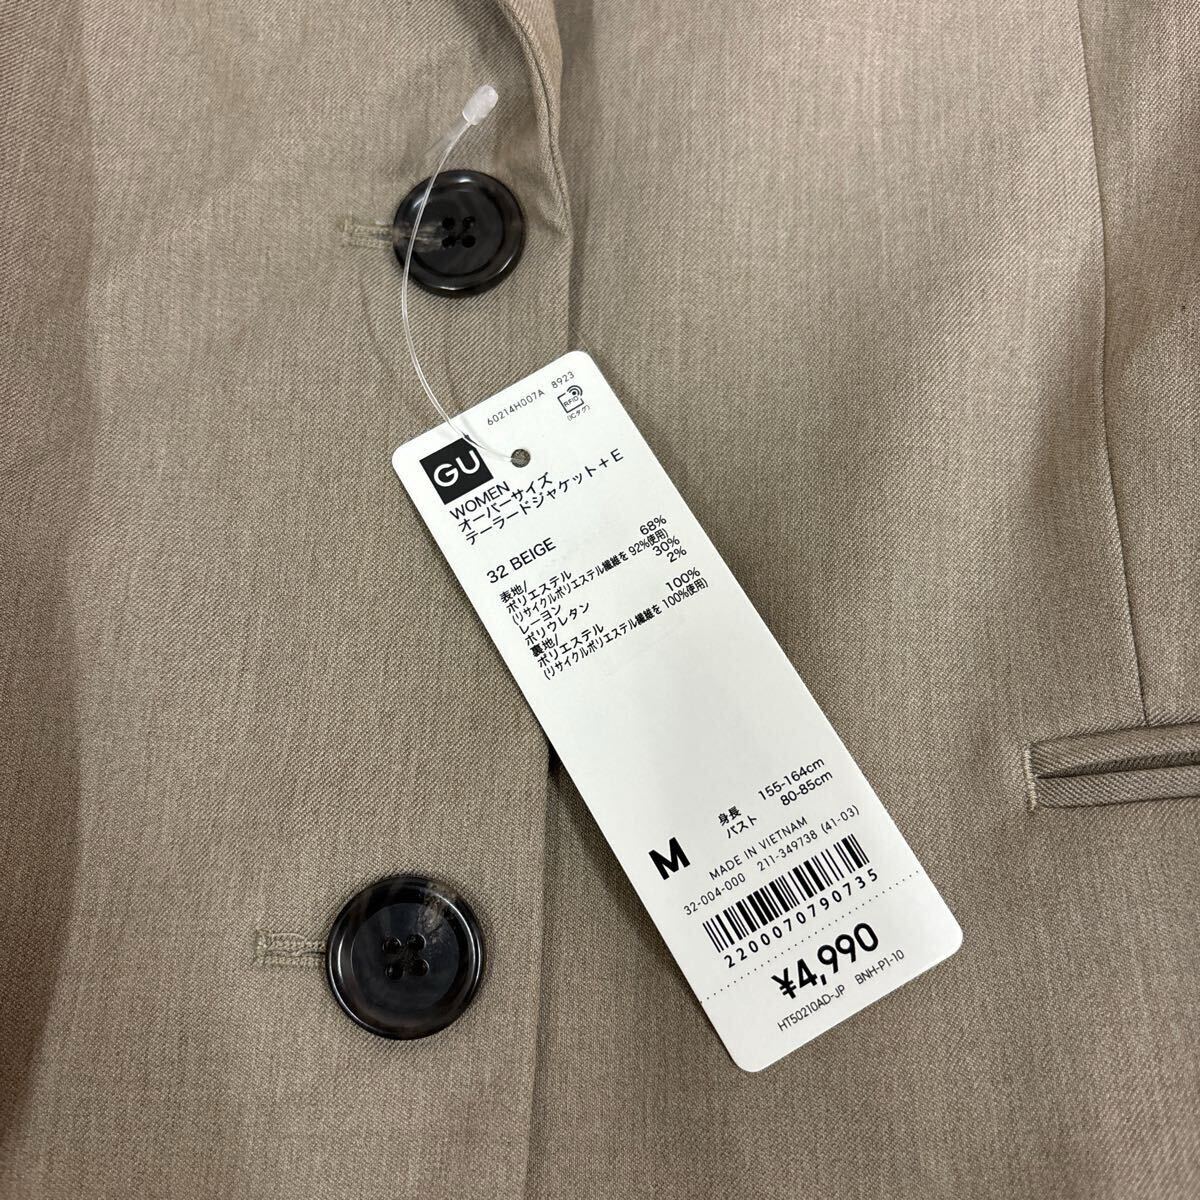 60214H007A 8923
RFID
(ICタグ)
GU
WOMEN
オーバーサイズ
テーラードジャケット+E
32 BEIGE
表地/
ポリエステル 68%
(リサイクルポリエステル繊維を 92%使用)
レーヨン 30%
ポリウレタン 2%
裏地/
ポリエステル 100%
(リサイクルポリエステル繊維を 100%使用)
身長 155-164cm
バスト 80-85cm
M
MADE IN VIETNAM
32-004-000 211-349738 (41-03)
2200070790735
¥4,990
HT50210AD-JP BNH-P1-10